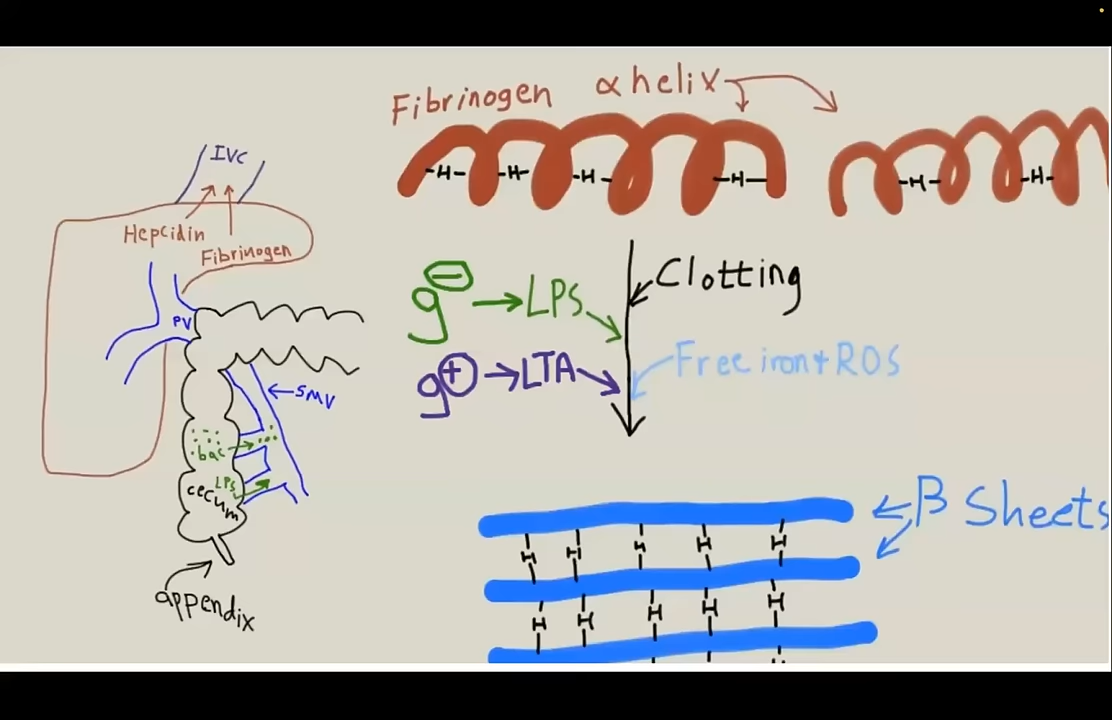 Fibrinogen α helix
-H- -H- -H- -H-
-H- -H-
IVC
Hepcidin
Fibrinogen
PV
SMV
bac
LPS
cecum
appendix
g⊖ → LPS
g⊕ → LTA
Clotting
Free iron + ROS
β Sheets
H H H H H
H H H H H
H